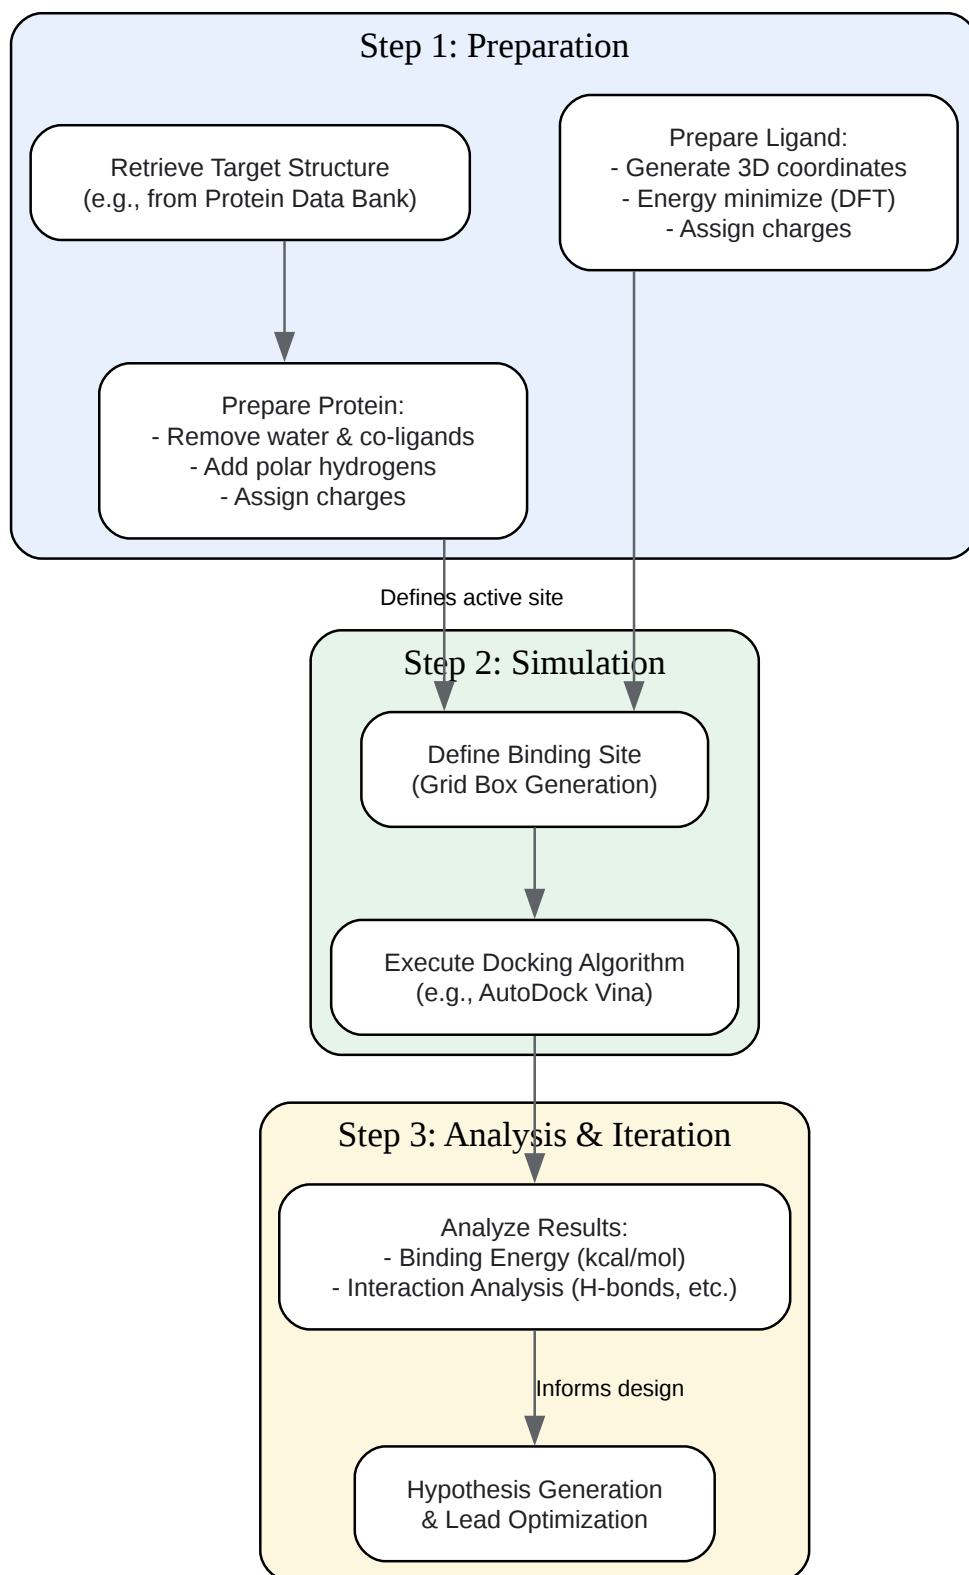 Step 1: Preparation
Retrieve Target Structure
(e.g., from Protein Data Bank)
Prepare Ligand:
- Generate 3D coordinates
- Energy minimize (DFT)
- Assign charges
Prepare Protein:
- Remove water & co-ligands
- Add polar hydrogens
- Assign charges
Defines active site
Step 2: Simulation
Define Binding Site
(Grid Box Generation)
Execute Docking Algorithm
(e.g., AutoDock Vina)
Step 3: Analysis & Iteration
Analyze Results:
- Binding Energy (kcal/mol)
- Interaction Analysis (H-bonds, etc.)
Informs design
Hypothesis Generation
& Lead Optimization